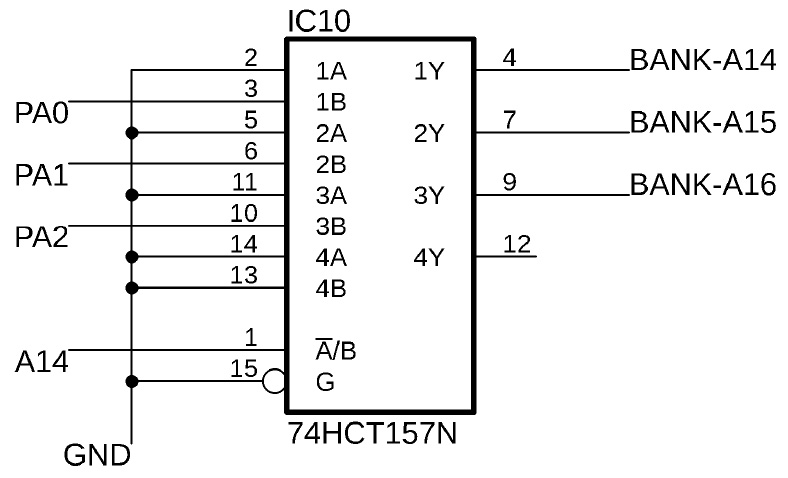 IC10
2 1A 1Y 4 BANK-A14
PA0 3 1B
5 2A 2Y 7 BANK-A15
PA1 6 2B
11 3A 3Y 9 BANK-A16
PA2 10 3B
14 4A 4Y 12
13 4B
A14 1 A/B
15 G
GND 74HCT157N